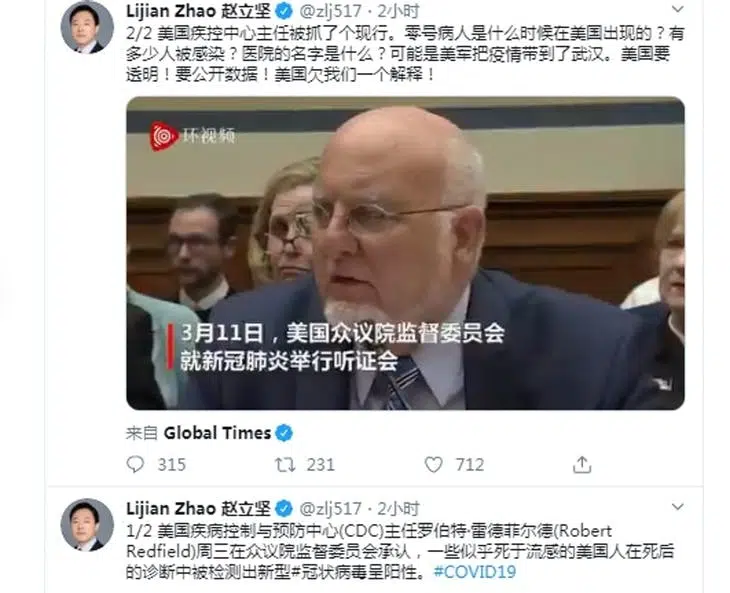 Lijian Zhao 赵立坚 @zlj517 · 2小时
2/2 美国疾控中心主任被抓了个现行。零号病人是什么时候在美国出现的？有
多少人被感染？医院的名字是什么？可能是美军把疫情带到了武汉。美国要
透明！要公开数据！美国欠我们一个解释！
环视频
3月11日，美国众议院监督委员会
就新冠肺炎举行听证会
来自 Global Times
315 231 712
Lijian Zhao 赵立坚 @zlj517 · 2小时
1/2 美国疾病控制与预防中心(CDC)主任罗伯特·雷德菲尔德(Robert
Redfield)周三在众议院监督委员会承认，一些似乎死于流感的美国人在死后
的诊断中被检测出新型#冠状病毒呈阳性。#COVID19